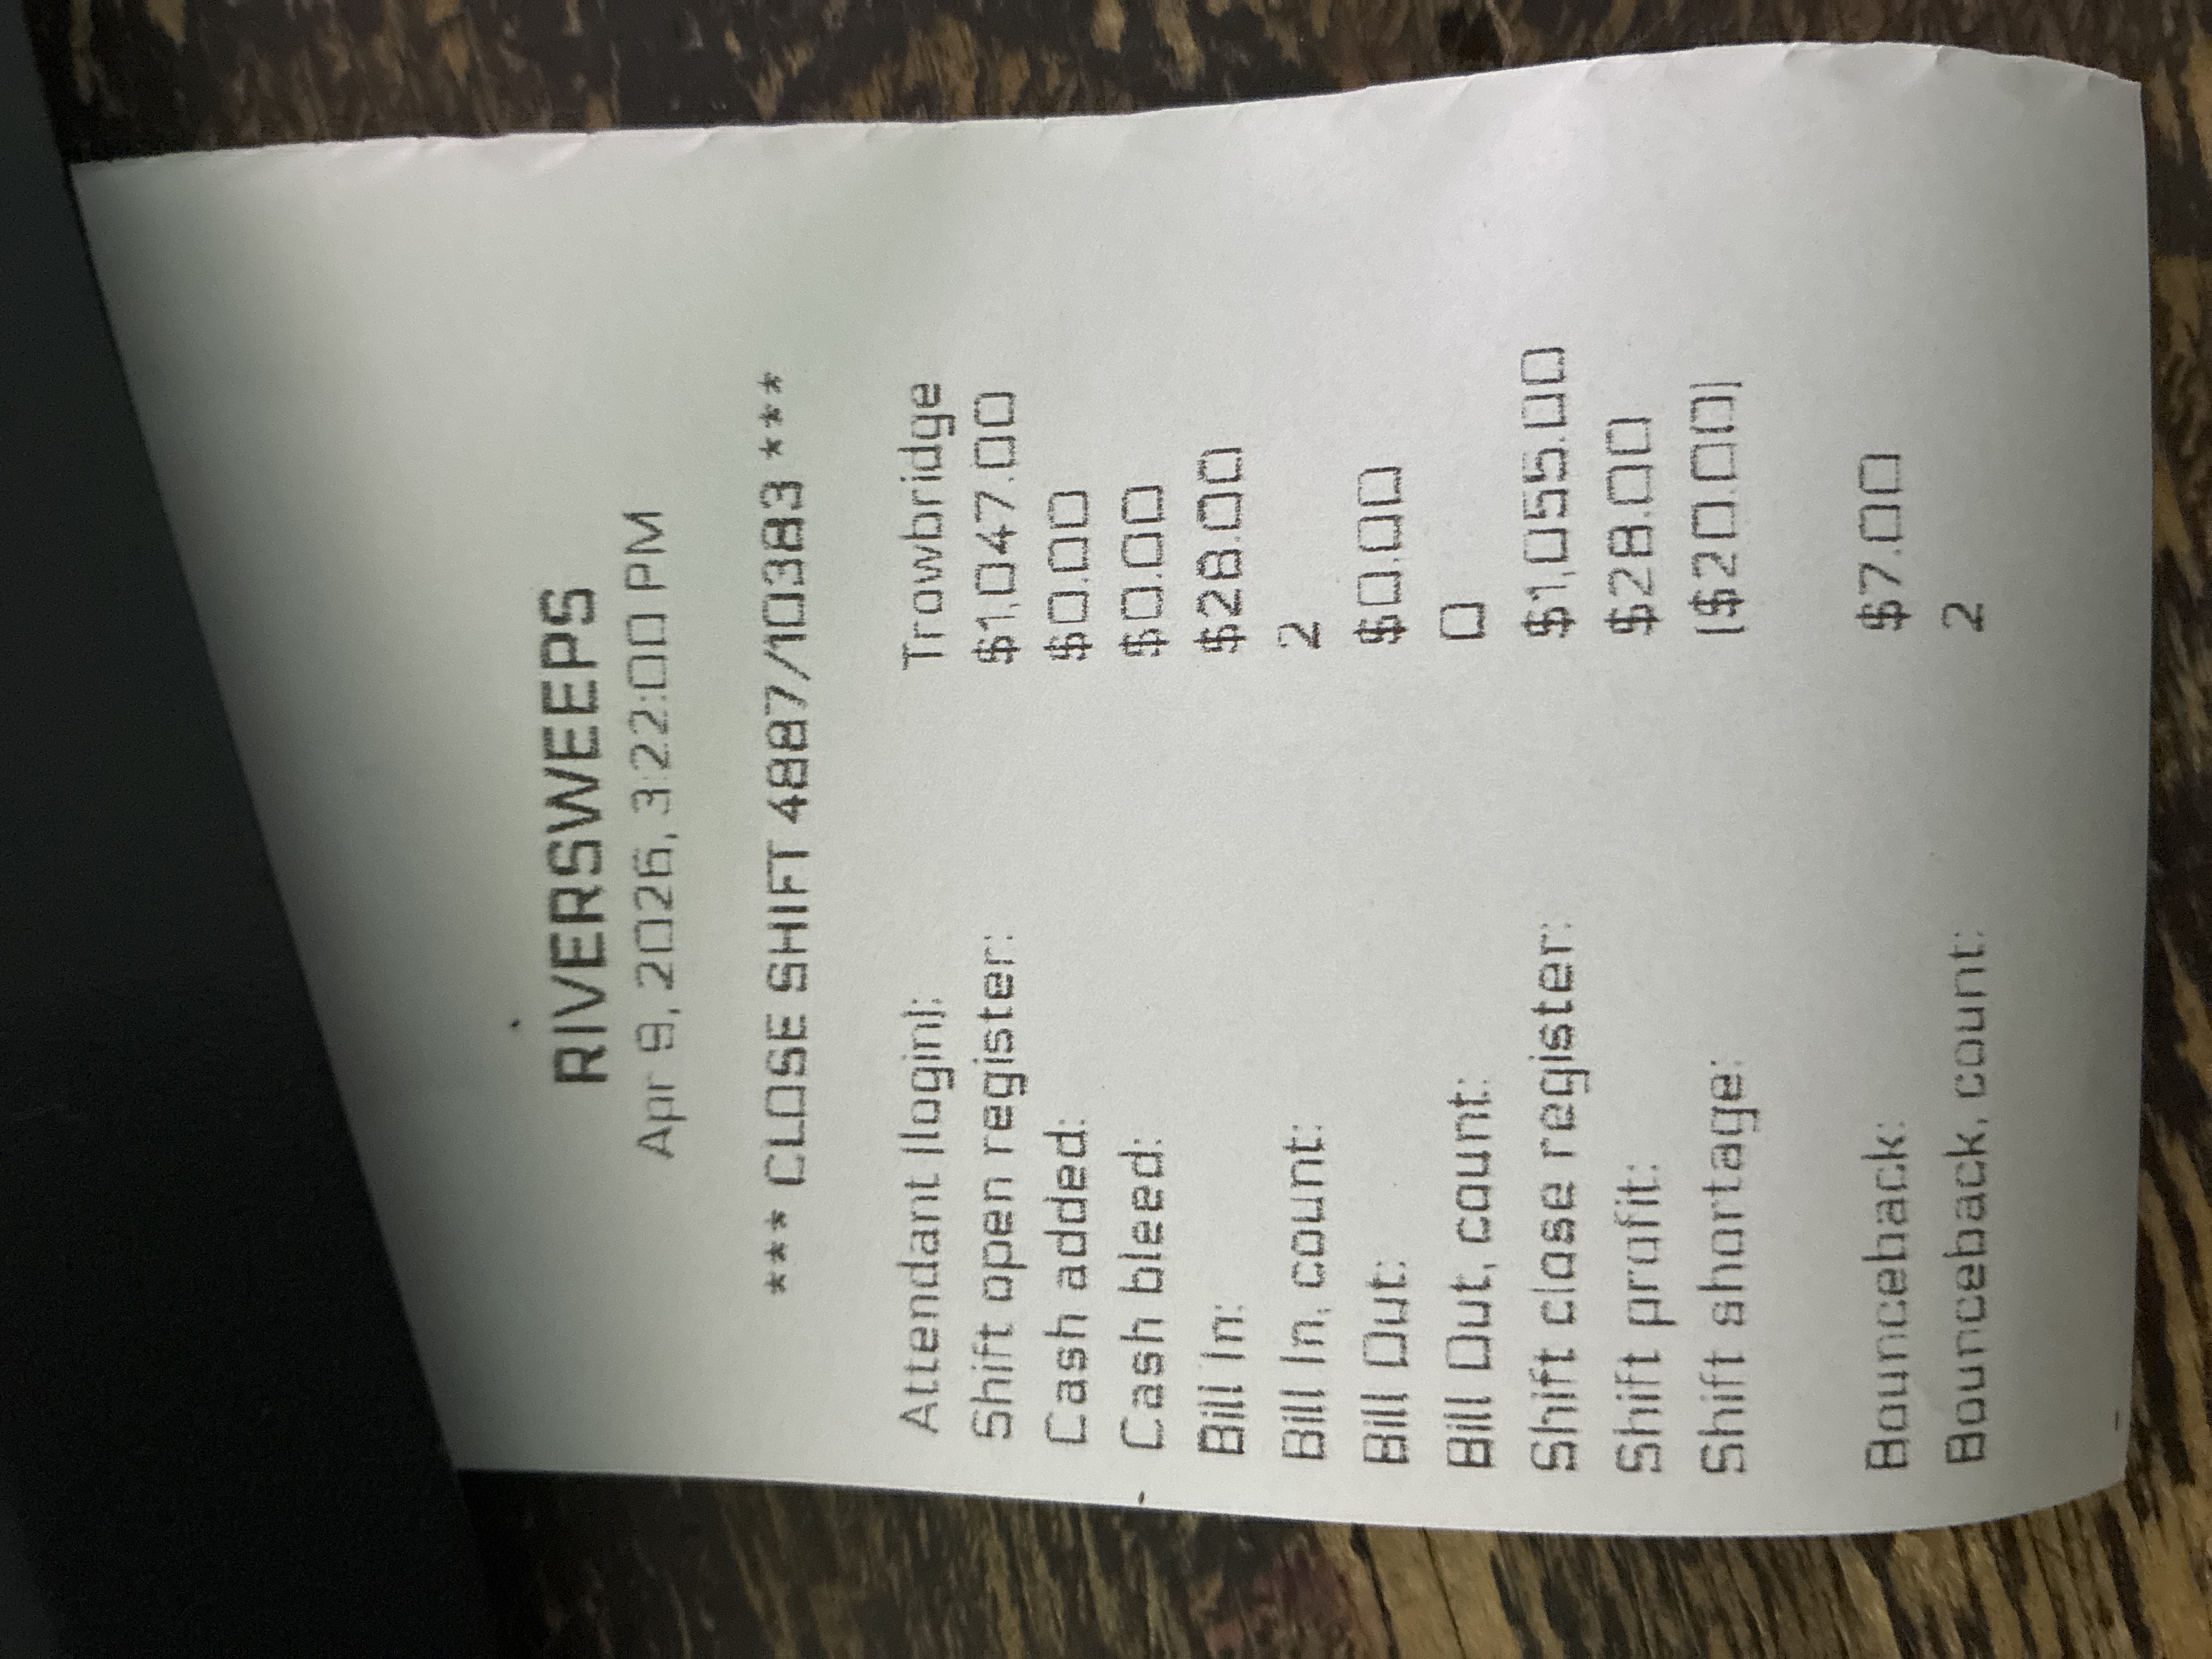 RIVERSWEEPS
Apr 9, 2026, 3:22:00 PM
*** CLOSE SHIFT 4887/10383 ***
Attendant (login): Trowbridge
Shift open register: $1,047.00
Cash added: $0.00
Cash bleed: $0.00
Bill In: $28.00
Bill In, count: 2
Bill Out: $0.00
Bill Out, count: 0
Shift close register: $1,055.00
Shift profit: $28.00
Shift shortage: ($20.00)
Bounceback: $7.00
Bounceback, count: 2